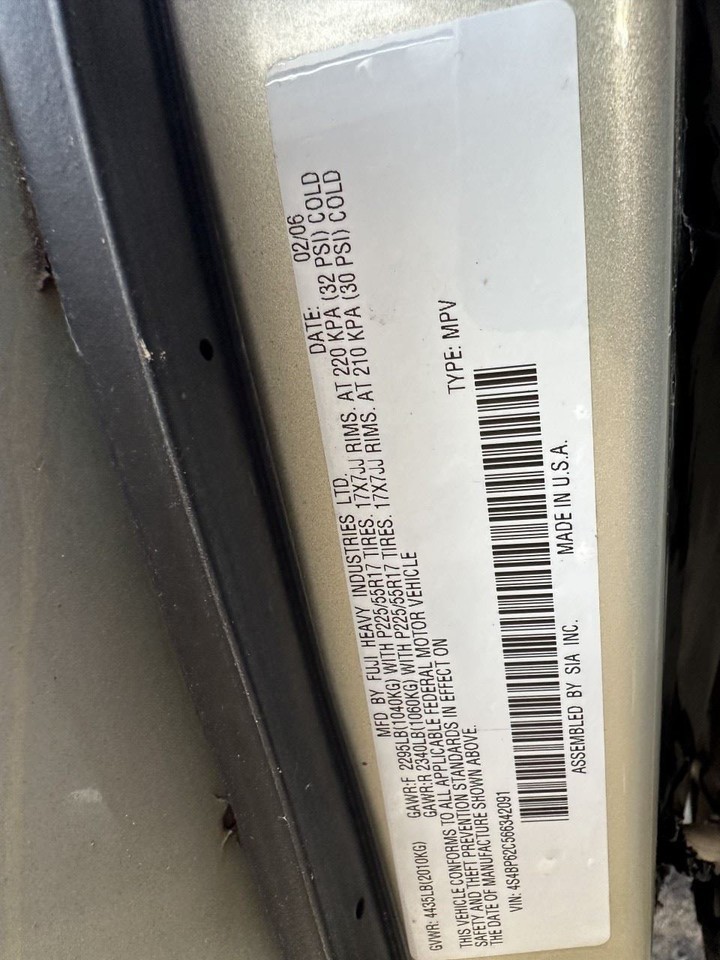 MFD BY FUJI HEAVY INDUSTRIES LTD. DATE: 02/06
GVWR: 4435LB(2010KG) GAWR:F 2295LB(1040KG) WITH P225/55R17 TIRES. 17X7JJ RIMS. AT 220 KPA (32 PSI) COLD
GAWR:R 2340LB(1060KG) WITH P225/55R17 TIRES. 17X7JJ RIMS. AT 210 KPA (30 PSI) COLD
THIS VEHICLE CONFORMS TO ALL APPLICABLE FEDERAL MOTOR VEHICLE
SAFETY AND THEFT PREVENTION STANDARDS IN EFFECT ON
THE DATE OF MANUFACTURE SHOWN ABOVE.
VIN: 4S4BP62C566342091 TYPE: MPV
ASSEMBLED BY SIA INC. MADE IN U.S.A.